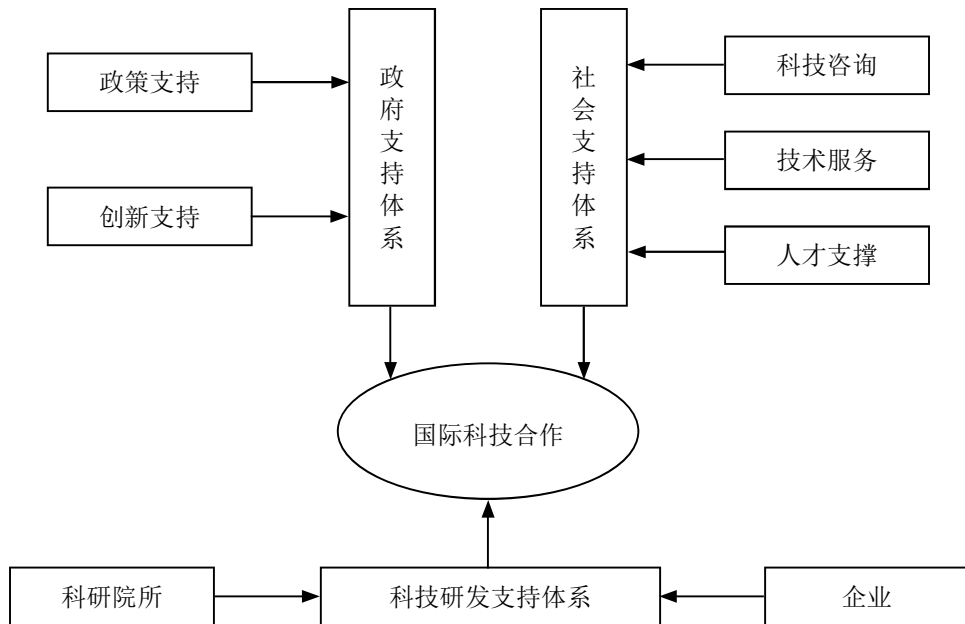 政策支持
创新支持
政府支持体系
社会支持体系
科技咨询
技术服务
人才支撑
国际科技合作
科研院所
科技研发支持体系
企业